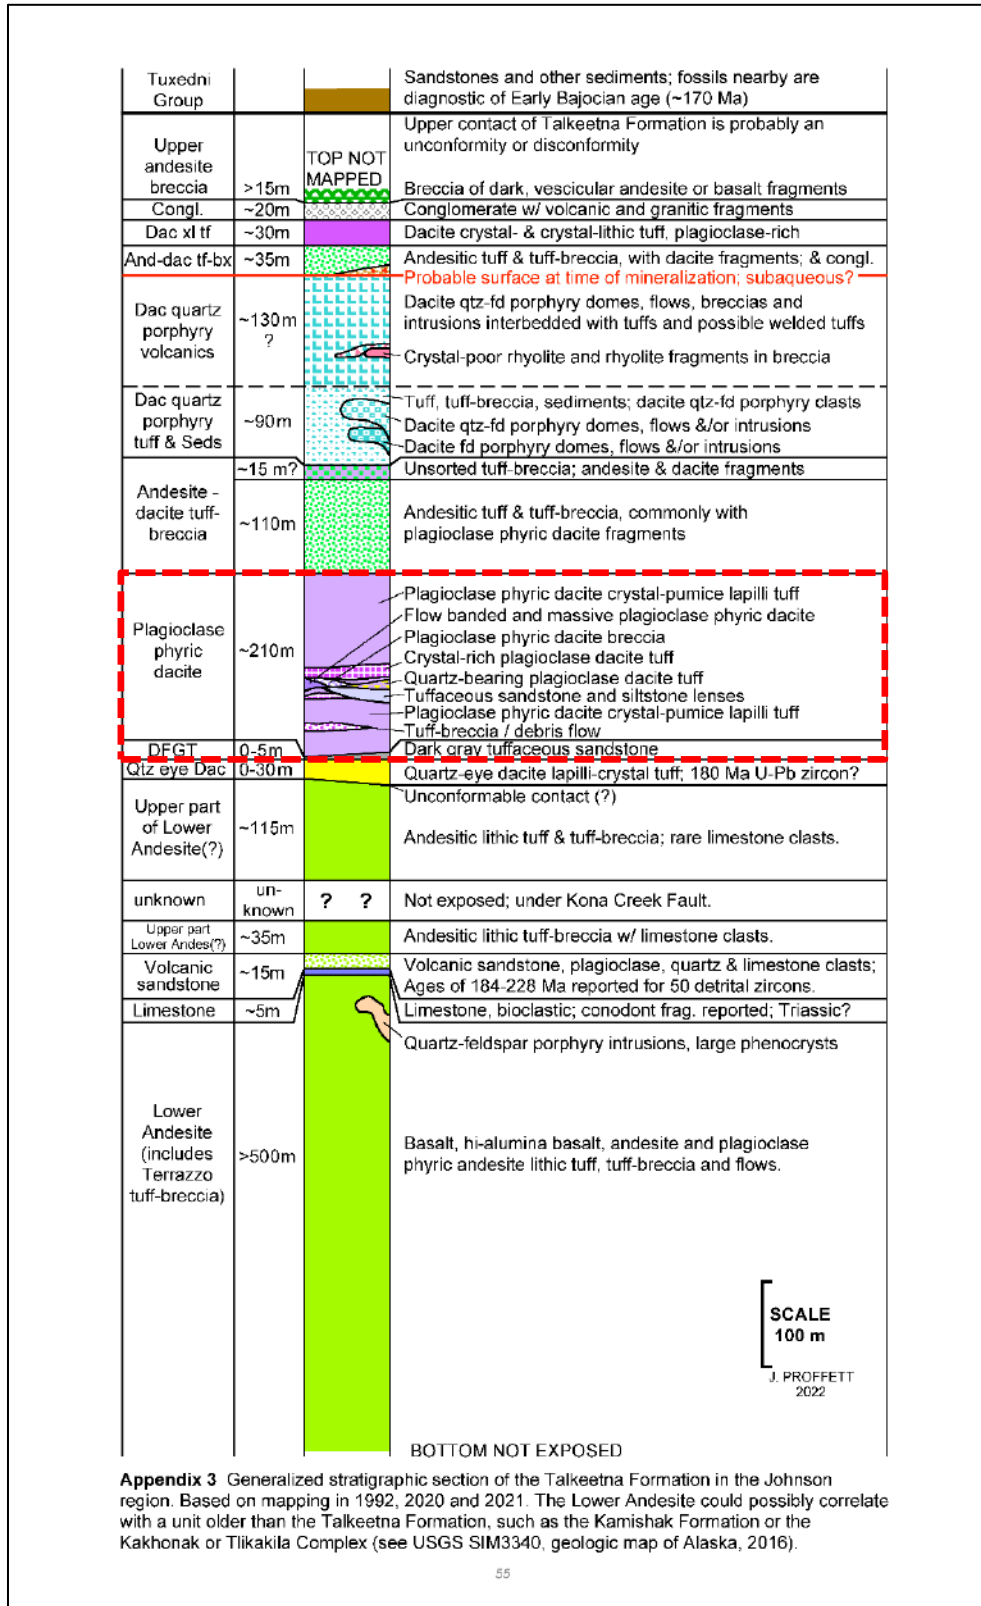 Tuxedni
Group
Sandstones and other sediments; fossils nearby are
diagnostic of Early Bajocian age (~170 Ma)
Upper
andesite
breccia
>15m
TOP NOT
MAPPED
Upper contact of Talkeetna Formation is probably an
unconformity or disconformity
Breccia of dark, vescicular andesite or basalt fragments
Congl.
~20m
Conglomerate w/ volcanic and granitic fragments
Dac xl tf
~30m
Dacite crystal- & crystal-lithic tuff, plagioclase-rich
And-dac tf-bx
~35m
Andesitic tuff & tuff-breccia, with dacite fragments; & congl.
Probable surface at time of mineralization; subaqueous?
Dac quartz
porphyry
volcanics
~130m
?
Dacite qtz-fd porphyry domes, flows, breccias and
intrusions interbedded with tuffs and possible welded tuffs
Crystal-poor rhyolite and rhyolite fragments in breccia
Dac quartz
porphyry
tuff & Seds
~90m
Tuff, tuff-breccia, sediments; dacite qtz-fd porphyry clasts
Dacite qtz-fd porphyry domes, flows &/or intrusions
Dacite fd porphyry domes, flows &/or intrusions
Andesite -
dacite tuff-
breccia
~15 m?
Unsorted tuff-breccia; andesite & dacite fragments
~110m
Andesitic tuff & tuff-breccia, commonly with
plagioclase phyric dacite fragments
Plagioclase
phyric
dacite
~210m
Plagioclase phyric dacite crystal-pumice lapilli tuff
Flow banded and massive plagioclase phyric dacite
Plagioclase phyric dacite breccia
Crystal-rich plagioclase dacite tuff
Quartz-bearing plagioclase dacite tuff
Tuffaceous sandstone and siltstone lenses
Plagioclase phyric dacite crystal-pumice lapilli tuff
Tuff-breccia / debris flow
DFGT
0-5m
Dark gray tuffaceous sandstone
Qtz eye Dac
0-30m
Quartz-eye dacite lapilli-crystal tuff; 180 Ma U-Pb zircon?
Unconformable contact (?)
Upper part
of Lower
Andesite(?)
~115m
Andesitic lithic tuff & tuff-breccia; rare limestone clasts.
unknown
un-
known
? ?
Not exposed; under Kona Creek Fault.
Upper part
Lower Andes(?)
~35m
Andesitic lithic tuff-breccia w/ limestone clasts.
Volcanic
sandstone
~15m
Volcanic sandstone, plagioclase, quartz & limestone clasts;
Ages of 184-228 Ma reported for 50 detrital zircons.
Limestone
~5m
Limestone, bioclastic; conodont frag. reported; Triassic?
Quartz-feldspar porphyry intrusions, large phenocrysts
Lower
Andesite
(includes
Terrazzo
tuff-breccia)
>500m
Basalt, hi-alumina basalt, andesite and plagioclase
phyric andesite lithic tuff, tuff-breccia and flows.
SCALE
100 m
J. PROFFETT
2022
BOTTOM NOT EXPOSED
Appendix 3 Generalized stratigraphic section of the Talkeetna Formation in the Johnson
region. Based on mapping in 1992, 2020 and 2021. The Lower Andesite could possibly correlate
with a unit older than the Talkeetna Formation, such as the Kamishak Formation or the
Kakhonak or Tlikakila Complex (see USGS SIM3340, geologic map of Alaska, 2016).
55